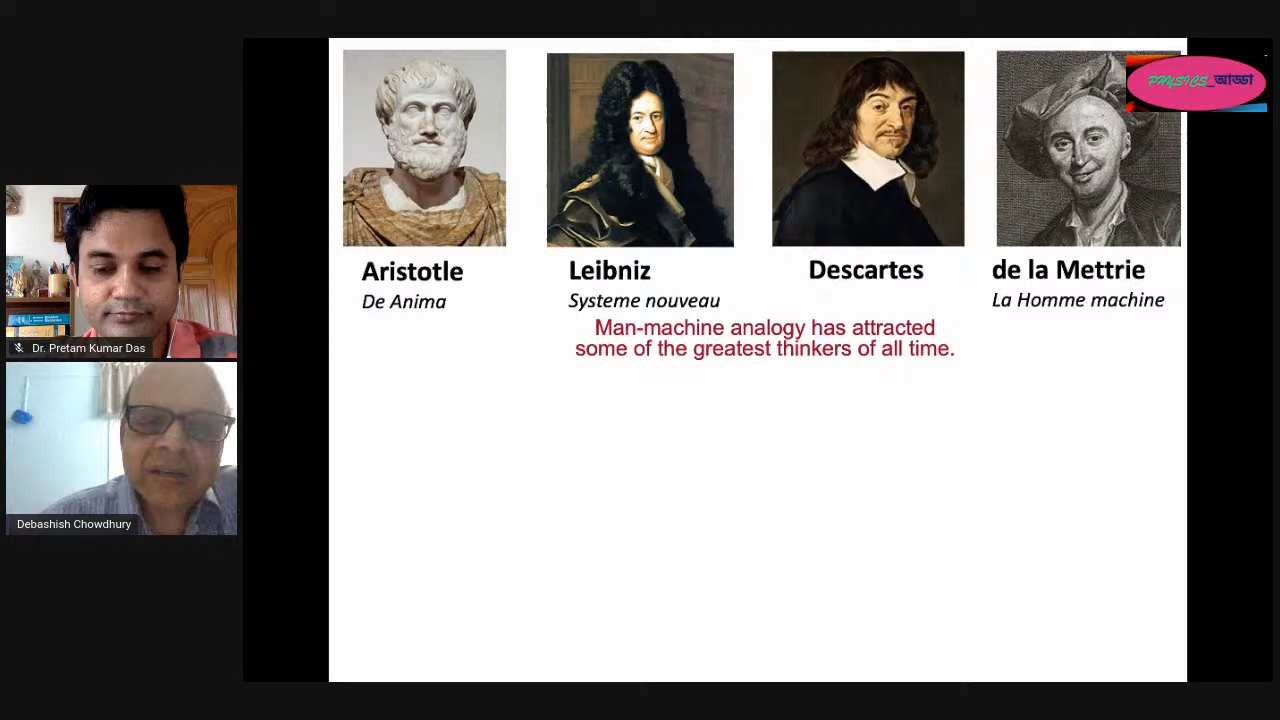 PHYSICS_আড্ডা
Aristotle
De Anima
Leibniz
Systeme nouveau
Descartes
de la Mettrie
La Homme machine
Man-machine analogy has attracted
some of the greatest thinkers of all time.
Dr. Pretam Kumar Das
Debashish Chowdhury